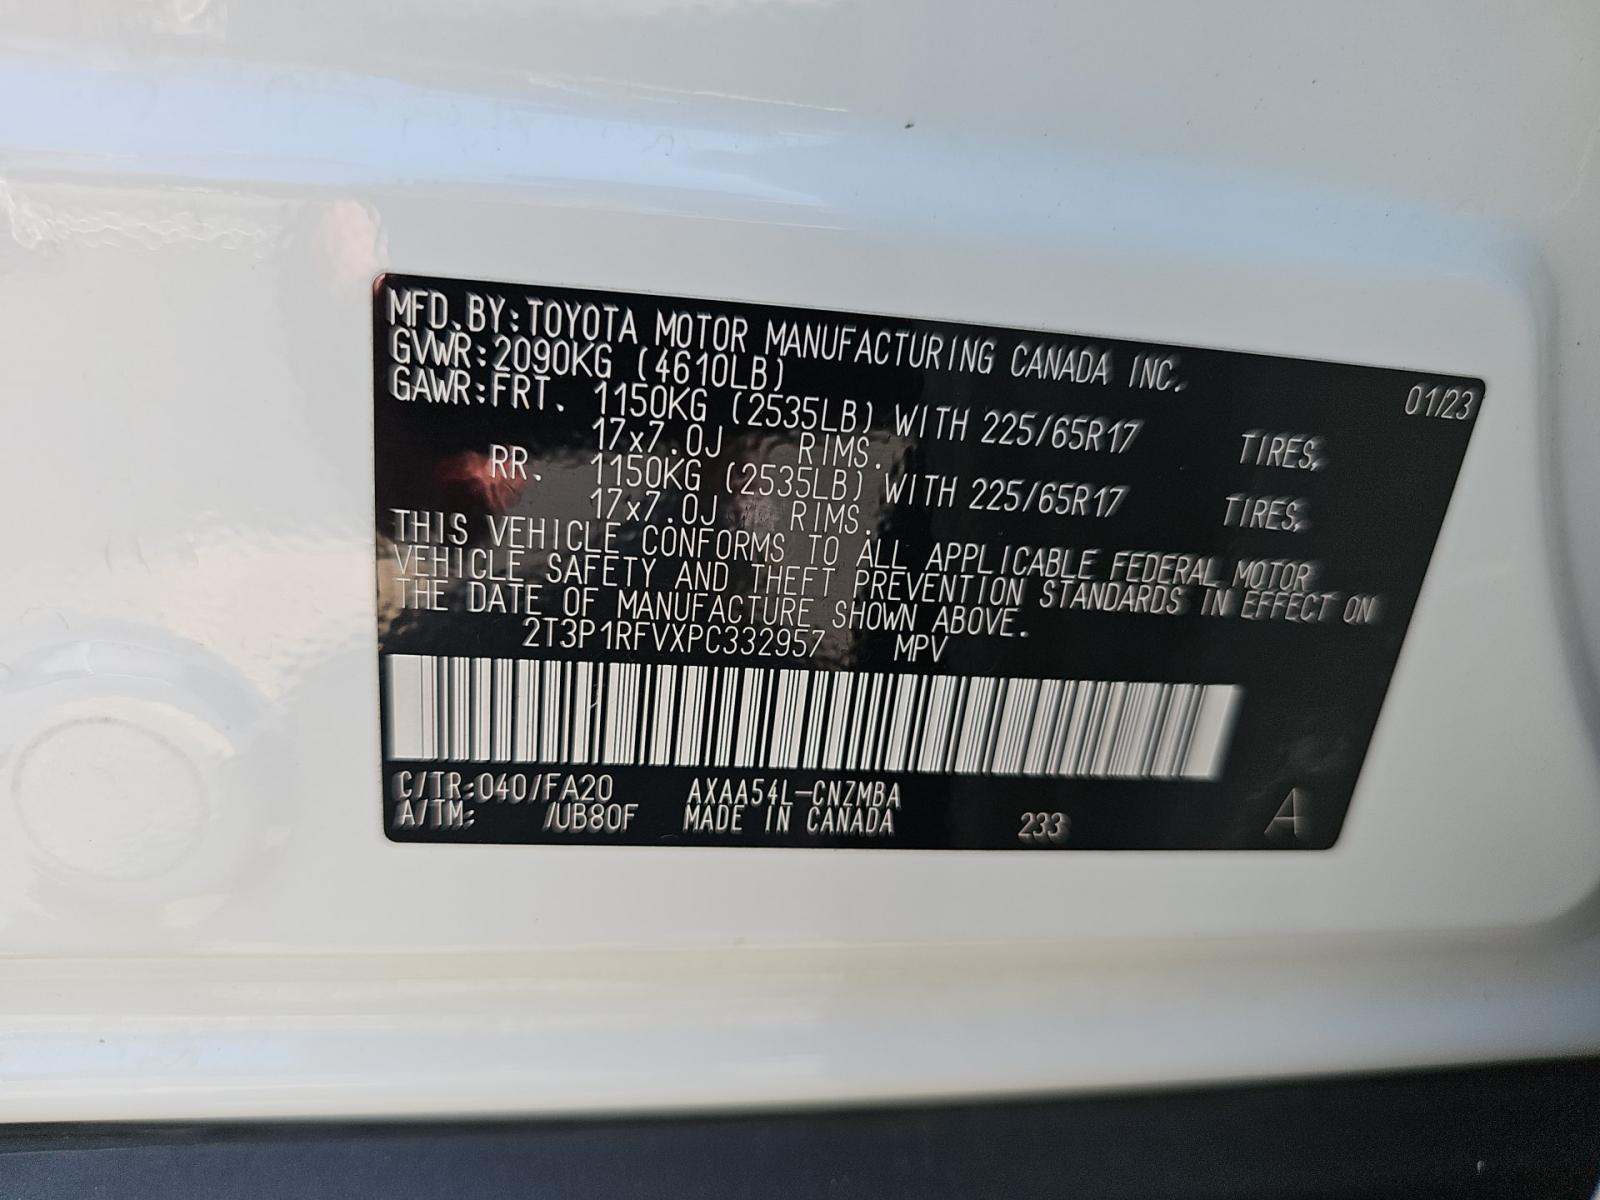 MFD.BY:TOYOTA MOTOR MANUFACTURING CANADA INC. 01/23
GVWR:2090KG (4610LB)
GAWR:FRT. 1150KG (2535LB) WITH 225/65R17 TIRES,
17x7.0J RIMS.
RR. 1150KG (2535LB) WITH 225/65R17 TIRES,
17x7.0J RIMS.
THIS VEHICLE CONFORMS TO ALL APPLICABLE FEDERAL MOTOR
VEHICLE SAFETY AND THEFT PREVENTION STANDARDS IN EFFECT ON
THE DATE OF MANUFACTURE SHOWN ABOVE.
2T3P1RFVXPC332957 MPV
C/TR:040/FA20 AXAA54L-CNZMBA
A/TM: /UB80F MADE IN CANADA 233 A